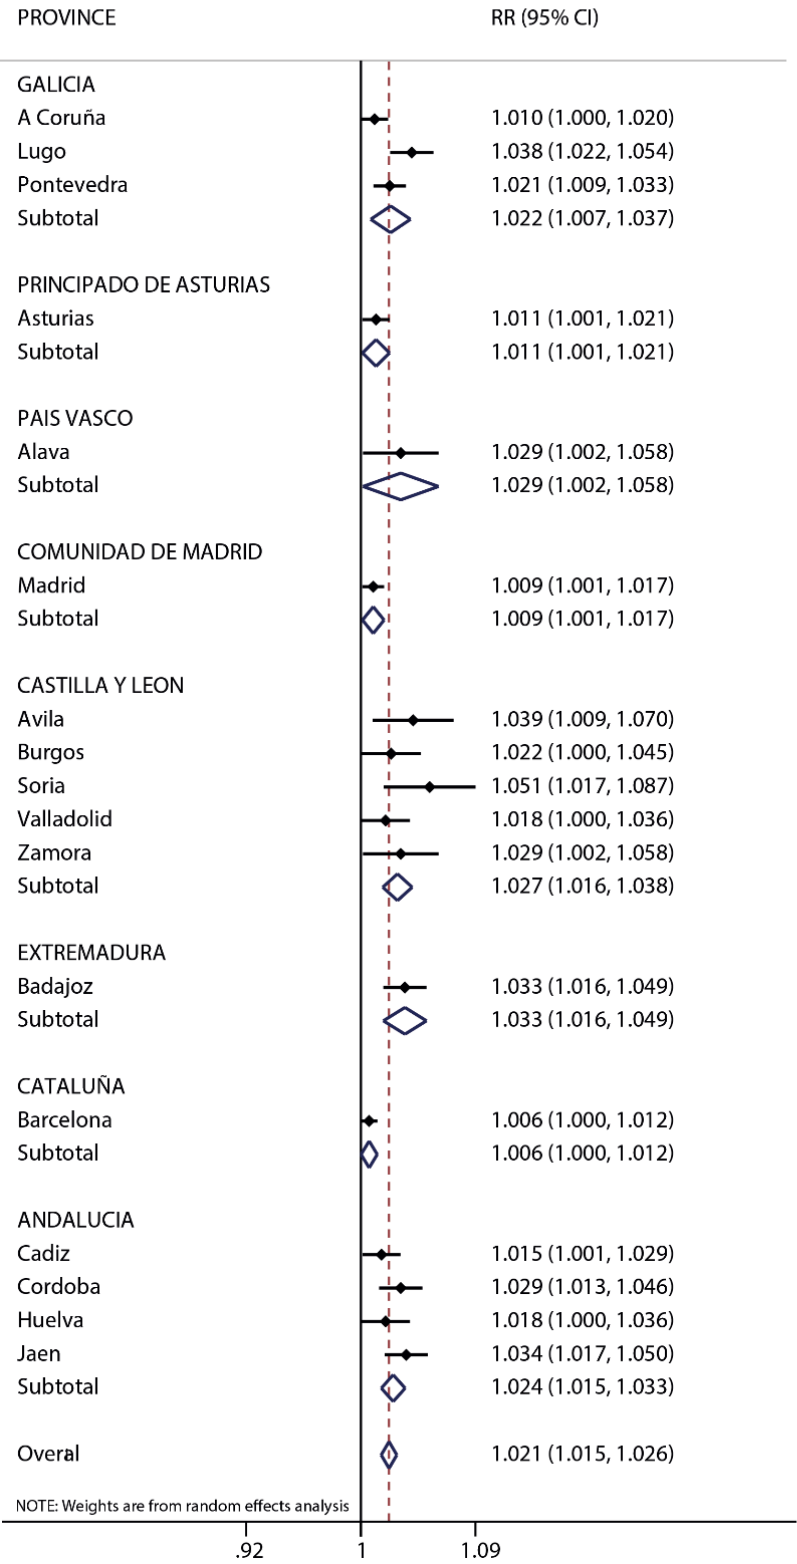 PROVINCE RR (95% CI)
GALICIA
A Coruña 1.010 (1.000, 1.020)
Lugo 1.038 (1.022, 1.054)
Pontevedra 1.021 (1.009, 1.033)
Subtotal 1.022 (1.007, 1.037)
PRINCIPADO DE ASTURIAS
Asturias 1.011 (1.001, 1.021)
Subtotal 1.011 (1.001, 1.021)
PAIS VASCO
Alava 1.029 (1.002, 1.058)
Subtotal 1.029 (1.002, 1.058)
COMUNIDAD DE MADRID
Madrid 1.009 (1.001, 1.017)
Subtotal 1.009 (1.001, 1.017)
CASTILLA Y LEON
Avila 1.039 (1.009, 1.070)
Burgos 1.022 (1.000, 1.045)
Soria 1.051 (1.017, 1.087)
Valladolid 1.018 (1.000, 1.036)
Zamora 1.029 (1.002, 1.058)
Subtotal 1.027 (1.016, 1.038)
EXTREMADURA
Badajoz 1.033 (1.016, 1.049)
Subtotal 1.033 (1.016, 1.049)
CATALUÑA
Barcelona 1.006 (1.000, 1.012)
Subtotal 1.006 (1.000, 1.012)
ANDALUCIA
Cadiz 1.015 (1.001, 1.029)
Cordoba 1.029 (1.013, 1.046)
Huelva 1.018 (1.000, 1.036)
Jaen 1.034 (1.017, 1.050)
Subtotal 1.024 (1.015, 1.033)
Overal 1.021 (1.015, 1.026)
NOTE: Weights are from random effects analysis
.92 1 1.09